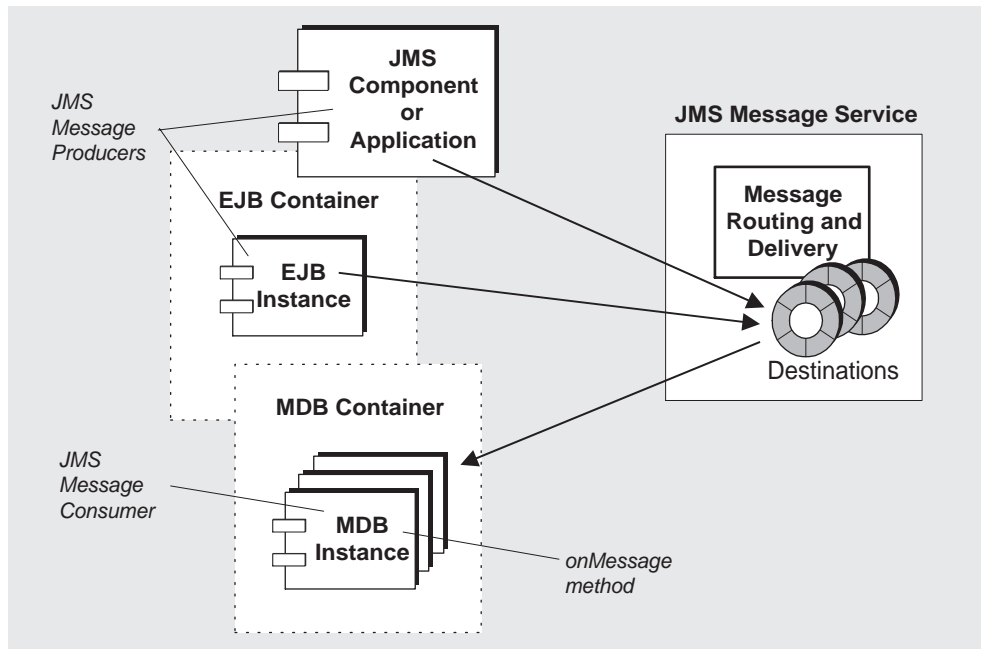 JMS
Component
or
Application
JMS
Message
Producers
JMS Message Service
Message
Routing and
Delivery
Destinations
EJB Container
EJB
Instance
MDB Container
JMS
Message
Consumer
MDB
Instance
onMessage
method